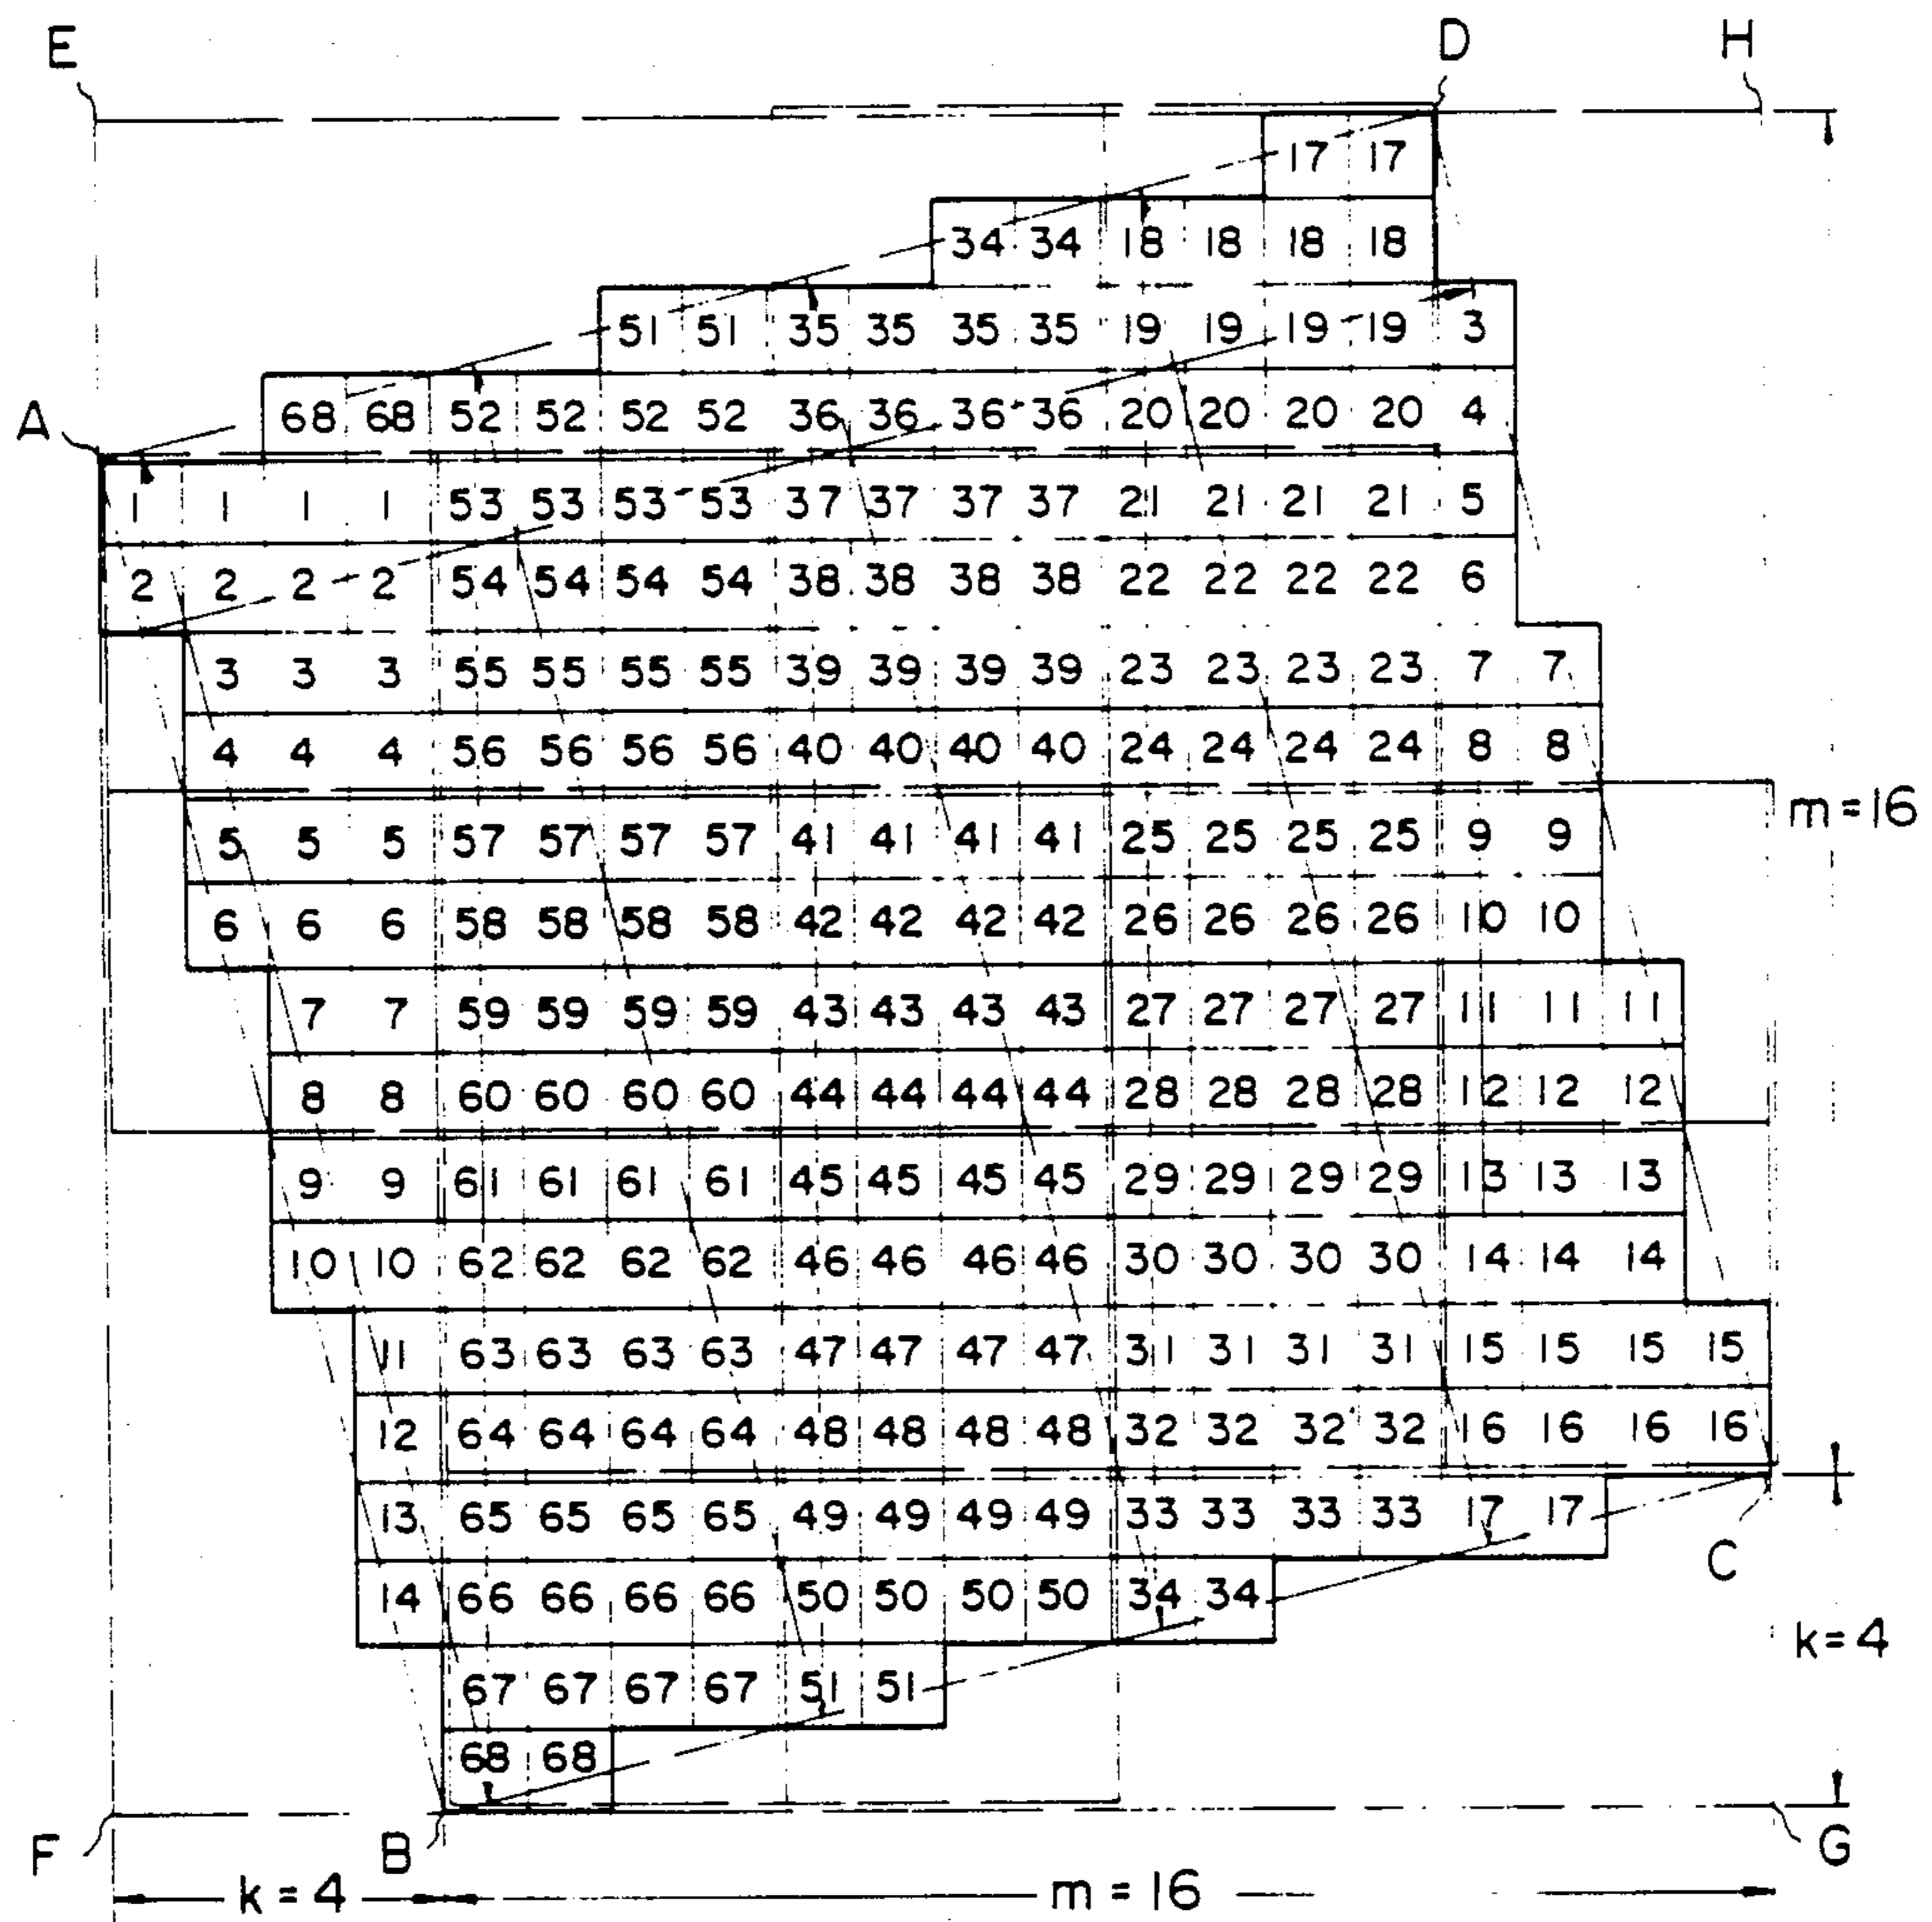 E D H
17 17
34 34 18 18 18 18
51 51 35 35 35 35 19 19 19 19 3
A 68 68 52 52 52 52 36 36 36 36 20 20 20 20 4
1 1 1 1 53 53 53 53 37 37 37 37 21 21 21 21 5
2 2 2 2 54 54 54 54 38 38 38 38 22 22 22 22 6
3 3 3 55 55 55 55 39 39 39 39 23 23 23 23 7 7
4 4 4 56 56 56 56 40 40 40 40 24 24 24 24 8 8
m = 16
5 5 5 57 57 57 57 41 41 41 41 25 25 25 25 9 9
6 6 6 58 58 58 58 42 42 42 42 26 26 26 26 10 10
7 7 59 59 59 59 43 43 43 43 27 27 27 27 11 11 11
8 8 60 60 60 60 44 44 44 44 28 28 28 28 12 12 12
9 9 61 61 61 61 45 45 45 45 29 29 29 29 13 13 13
10 10 62 62 62 62 46 46 46 46 30 30 30 30 14 14 14
11 63 63 63 63 47 47 47 47 31 31 31 31 15 15 15 15
12 64 64 64 64 48 48 48 48 32 32 32 32 16 16 16 16
13 65 65 65 65 49 49 49 49 33 33 33 33 17 17
C
14 66 66 66 66 50 50 50 50 34 34
k = 4
67 67 67 67 51 51
68 68
F B G
k = 4 m = 16